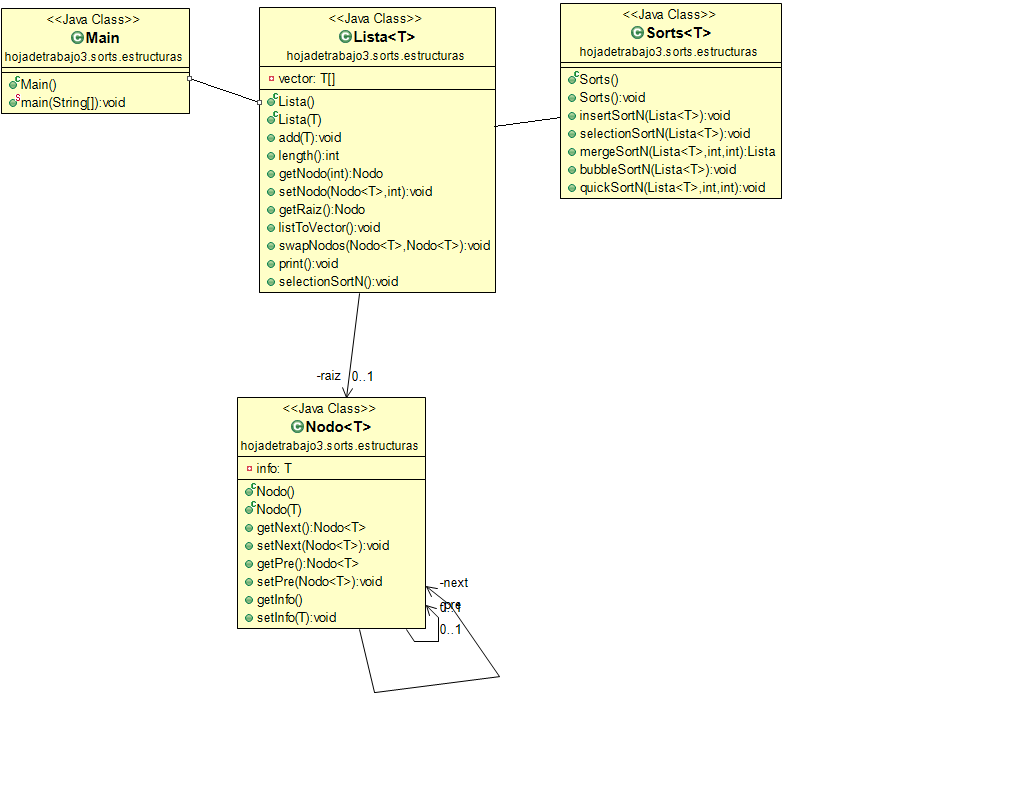 <<Java Class>>
Main
hojadetrabajo3.sorts.estructuras
Main()
main(String[]):void
<<Java Class>>
Lista<T>
hojadetrabajo3.sorts.estructuras
vector: T[]
Lista()
Lista(T)
add(T):void
length():int
getNodo(int):Nodo
setNodo(Nodo<T>,int):void
getRaiz():Nodo
listToVector():void
swapNodos(Nodo<T>,Nodo<T>):void
print():void
selectionSortN():void
<<Java Class>>
Sorts<T>
hojadetrabajo3.sorts.estructuras
Sorts()
Sorts():void
insertSortN(Lista<T>):void
selectionSortN(Lista<T>):void
mergeSortN(Lista<T>,int,int):Lista
bubbleSortN(Lista<T>):void
quickSortN(Lista<T>,int,int):void
-raiz 0..1
<<Java Class>>
Nodo<T>
hojadetrabajo3.sorts.estructuras
info: T
Nodo()
Nodo(T)
getNext():Nodo<T>
setNext(Nodo<T>):void
getPre():Nodo<T>
setPre(Nodo<T>):void
getInfo()
setInfo(T):void
-next
-pre
0..1
0..1